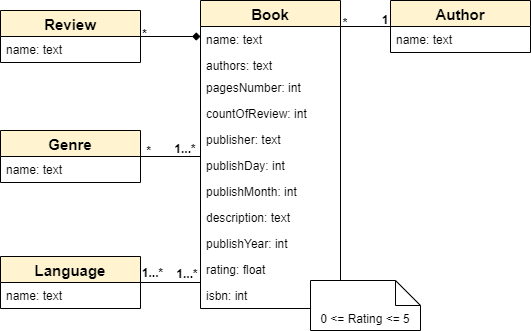 Review
name: text
*
Book
name: text
authors: text
pagesNumber: int
countOfReview: int
publisher: text
publishDay: int
publishMonth: int
description: text
publishYear: int
rating: float
isbn: int
* 1
Author
name: text
Genre
name: text
* 1...*
Language
name: text
1...* 1...*
0 <= Rating <= 5